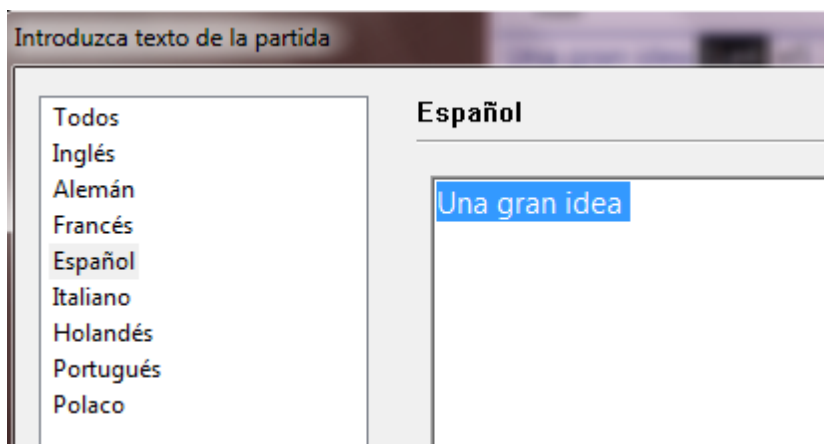 Introduzca texto de la partida
Todos
Inglés
Alemán
Francés
Español
Italiano
Holandés
Portugués
Polaco
Español
Una gran idea